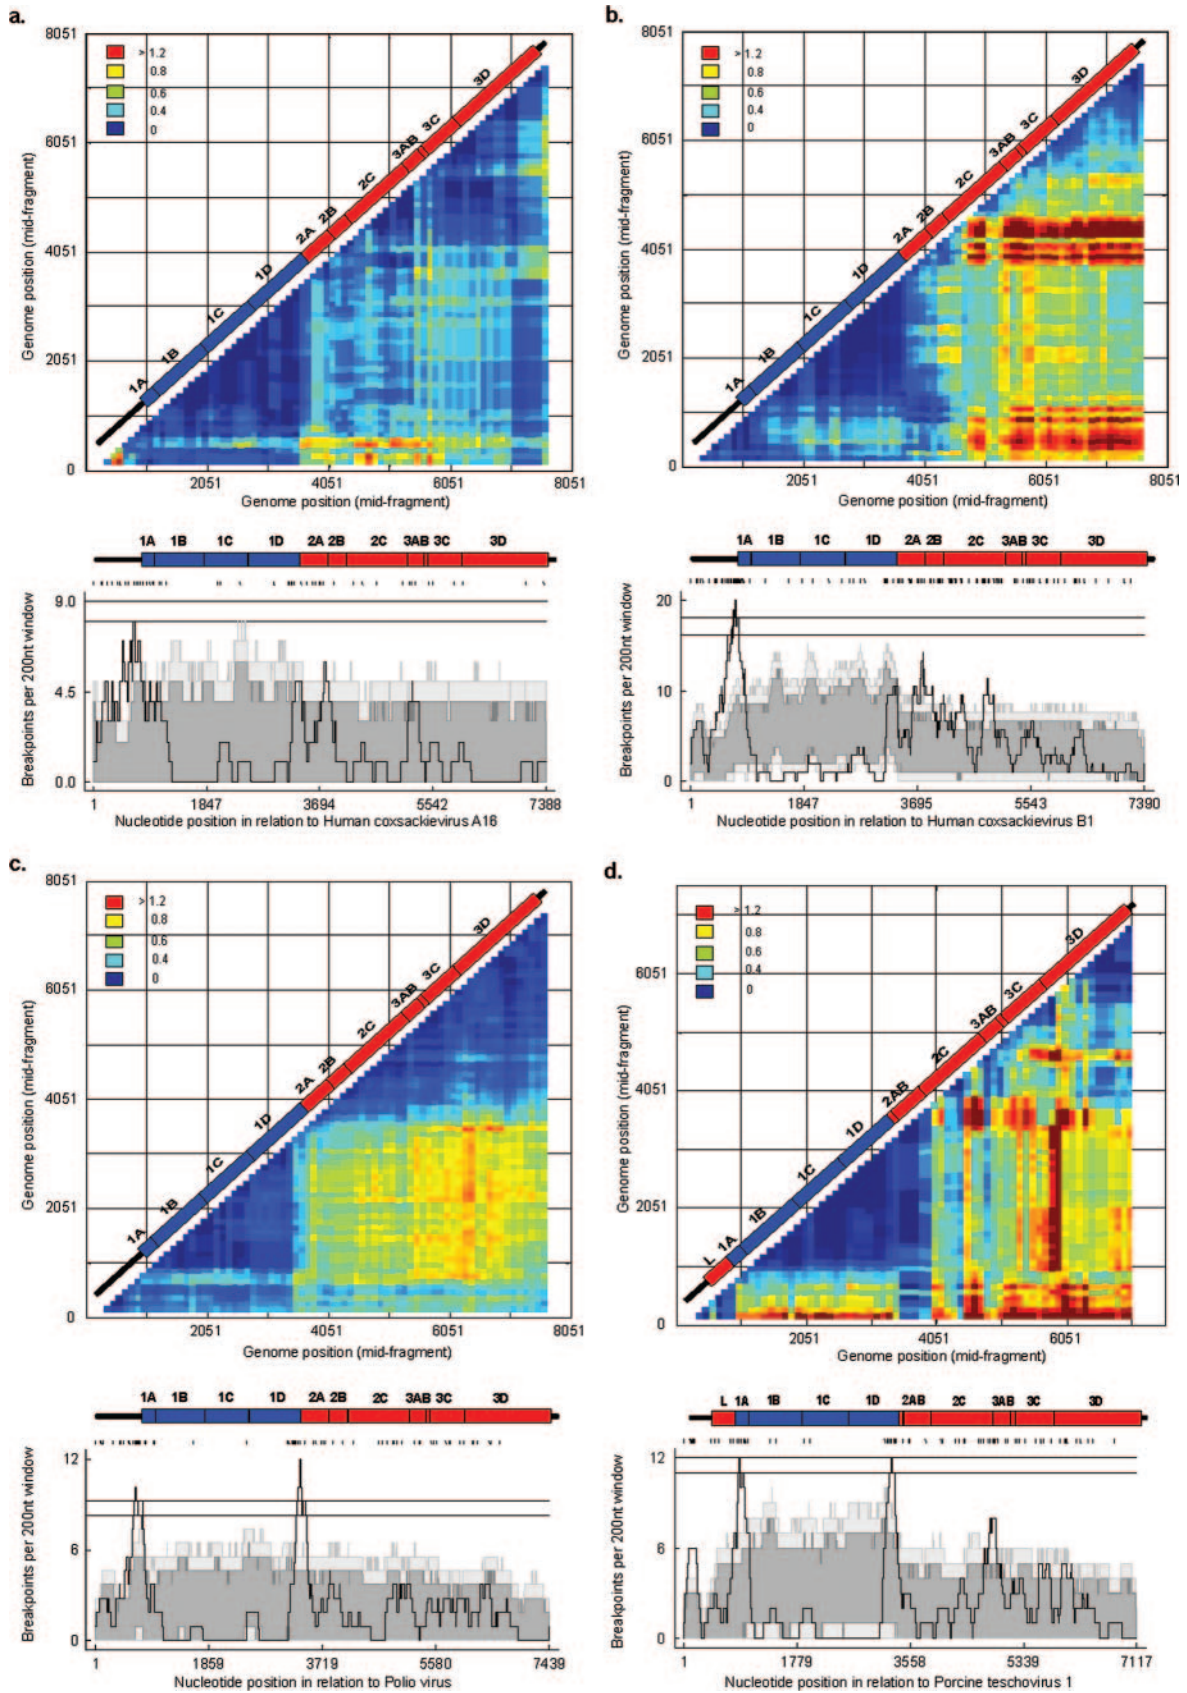 a.
8051
6051
4051
2051
0
Genome position (mid-fragment)
> 1.2
0.8
0.6
0.4
0
1A 1B 1C 1D 2A 2B 2C 3AB 3C 3D
2051 4051 6051 8051
Genome position (mid-fragment)
1A 1B 1C 1D 2A 2B 2C 3AB 3C 3D
Breakpoints per 200nt window
9.0
4.5
0.0
1 1847 3694 5542 7388
Nucleotide position in relation to Human coxsackievirus A16
b.
8051
6051
4051
2051
0
Genome position (mid-fragment)
> 1.2
0.8
0.6
0.4
0
1A 1B 1C 1D 2A 2B 2C 3AB 3C 3D
2051 4051 6051 8051
Genome position (mid-fragment)
1A 1B 1C 1D 2A 2B 2C 3AB 3C 3D
Breakpoints per 200nt window
20
10
0
1 1847 3695 5543 7390
Nucleotide position in relation to Human coxsackievirus B1
c.
8051
6051
4051
2051
0
Genome position (mid-fragment)
> 1.2
0.8
0.6
0.4
0
1A 1B 1C 1D 2A 2B 2C 3AB 3C 3D
2051 4051 6051 8051
Genome position (mid-fragment)
1A 1B 1C 1D 2A 2B 2C 3AB 3C 3D
Breakpoints per 200nt window
12
6
0
1 1859 3719 5580 7439
Nucleotide position in relation to Polio virus
d.
6051
4051
2051
0
Genome position (mid-fragment)
> 1.2
0.8
0.6
0.4
0
L 1A 1B 1C 1D 2AB 2C 3AB 3C 3D
2051 4051 6051
Genome position (mid-fragment)
L 1A 1B 1C 1D 2AB 2C 3AB 3C 3D
Breakpoints per 200nt window
12
6
0
1 1779 3558 5339 7117
Nucleotide position in relation to Porcine teschovirus 1